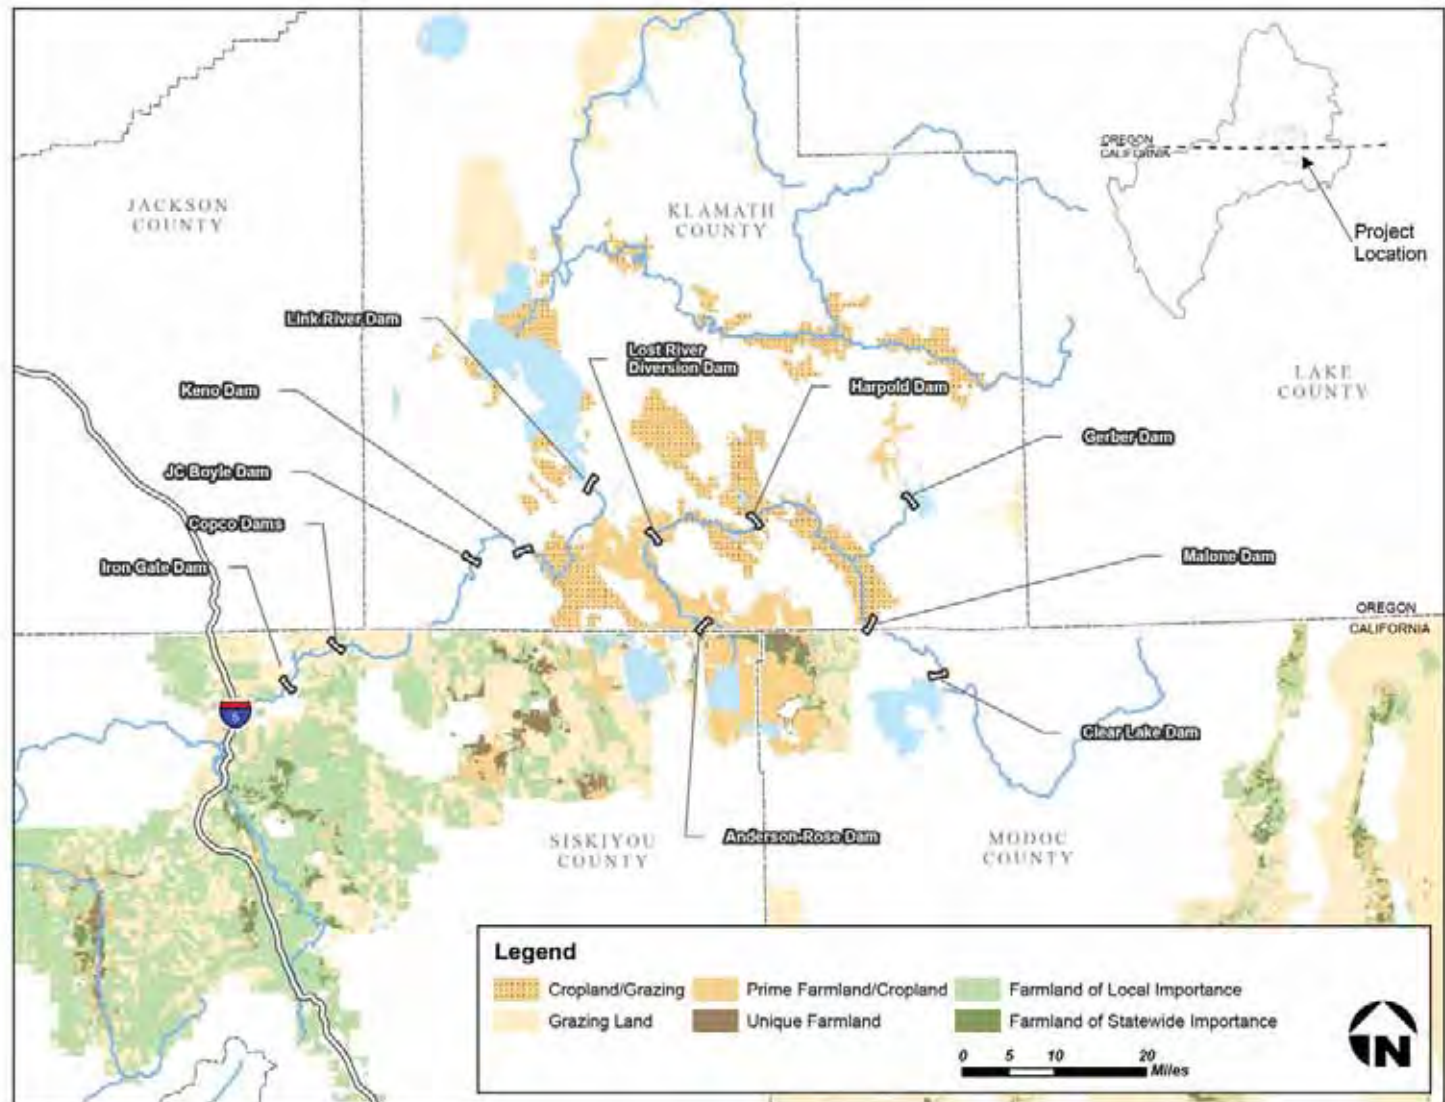 OREGON
CALIFORNIA
JACKSON
COUNTY
KLAMATH
COUNTY
Project
Location
Link River Dam
Lost River
Diversion Dam
Keno Dam
Harpold Dam
LAKE
COUNTY
Gerber Dam
JC Boyle Dam
Copco Dams
Iron Gate Dam
Malone Dam
OREGON
CALIFORNIA
5
Clear Lake Dam
Anderson-Rose Dam
SISKIYOU
COUNTY
MODOC
COUNTY
Legend
Cropland/Grazing
Prime Farmland/Cropland
Farmland of Local Importance
Grazing Land
Unique Farmland
Farmland of Statewide Importance
0 5 10 20
Miles
N